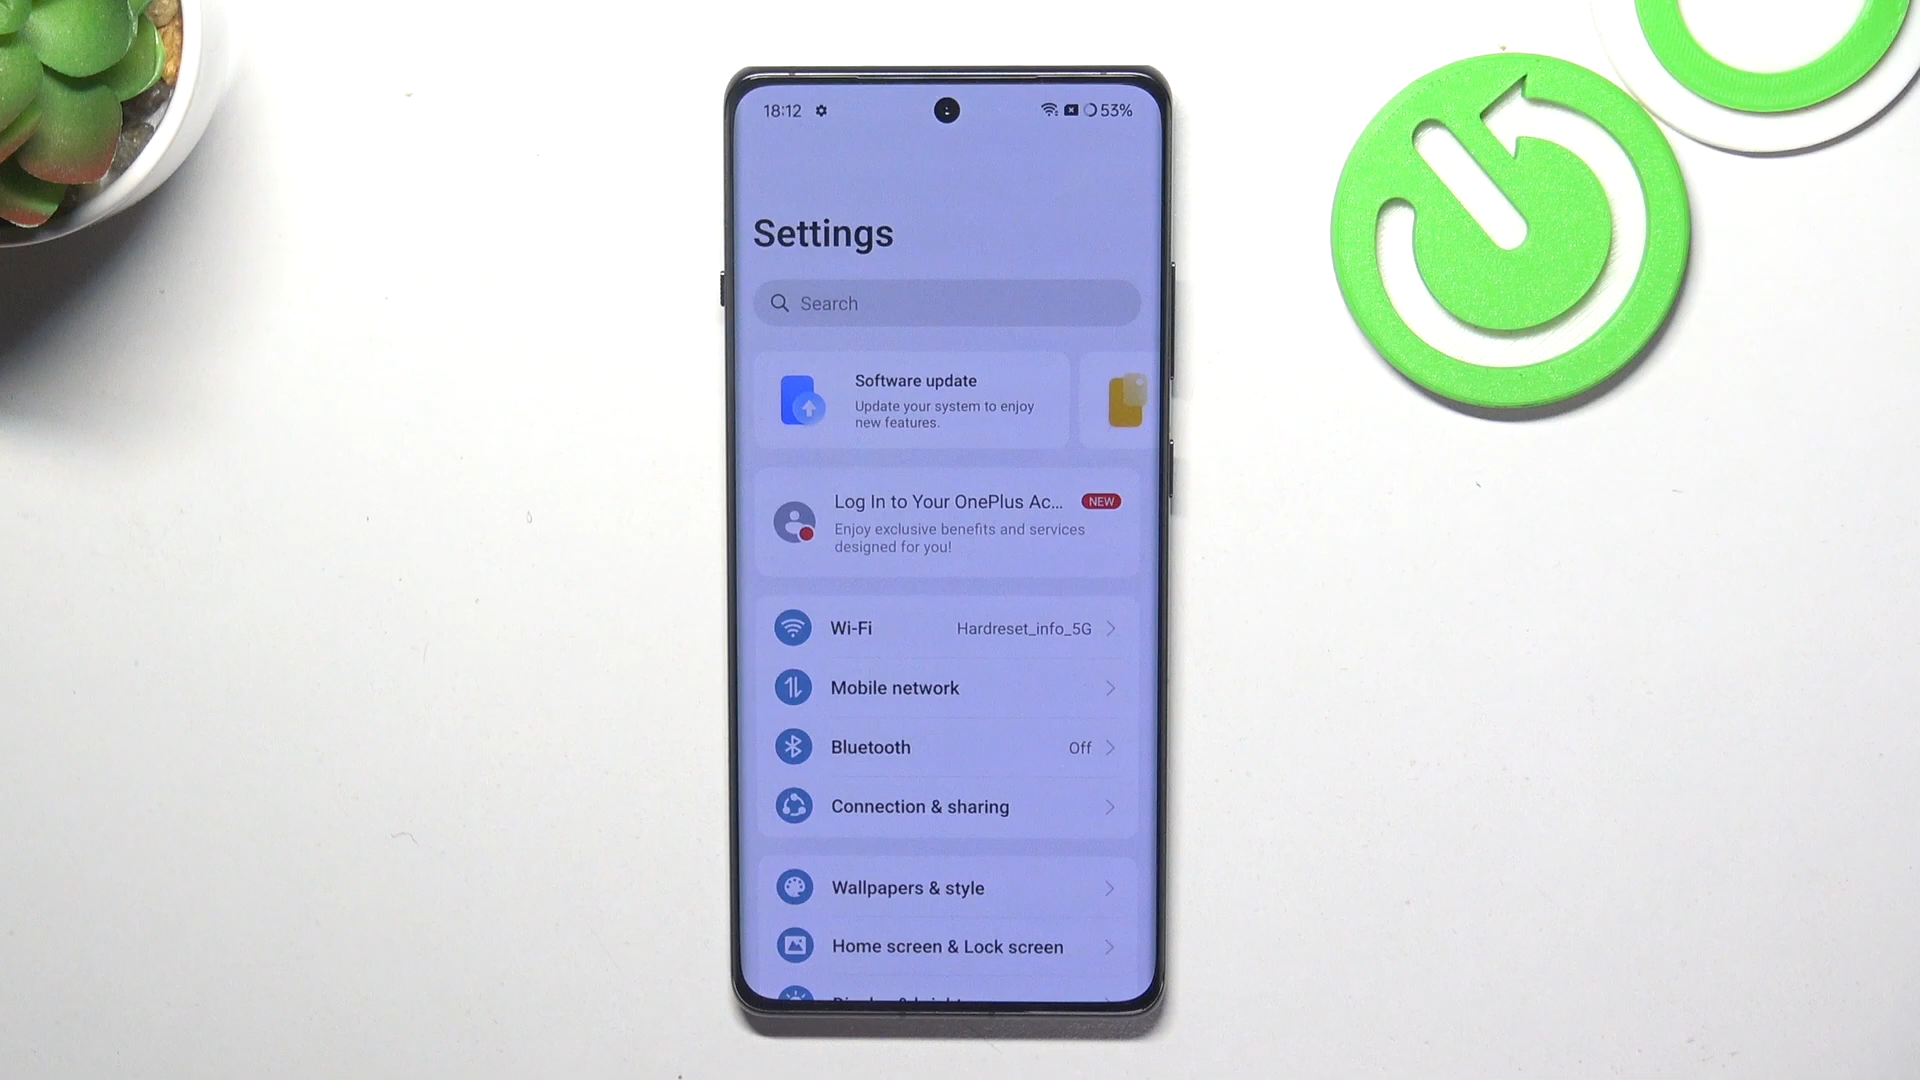 18:12 53%
Settings
Search
Software update
Update your system to enjoy
new features.
Log In to Your OnePlus Ac... NEW
Enjoy exclusive benefits and services
designed for you!
Wi-Fi Hardreset_info_5G
Mobile network
Bluetooth Off
Connection & sharing
Wallpapers & style
Home screen & Lock screen